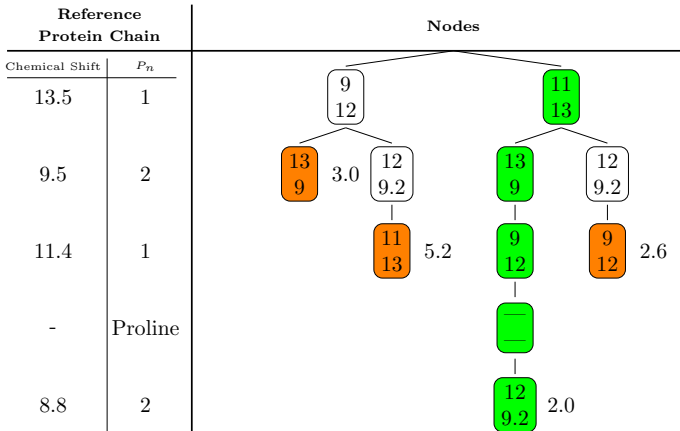 Reference
Protein Chain
Nodes
Chemical Shift P_n
13.5 1
9 11
12 13
9.5 2
13 12 13 12
9 3.0 9.2 9 9.2
11.4 1
11 9 9
13 5.2 12 12 2.6
- Proline
8.8 2
12
9.2 2.0